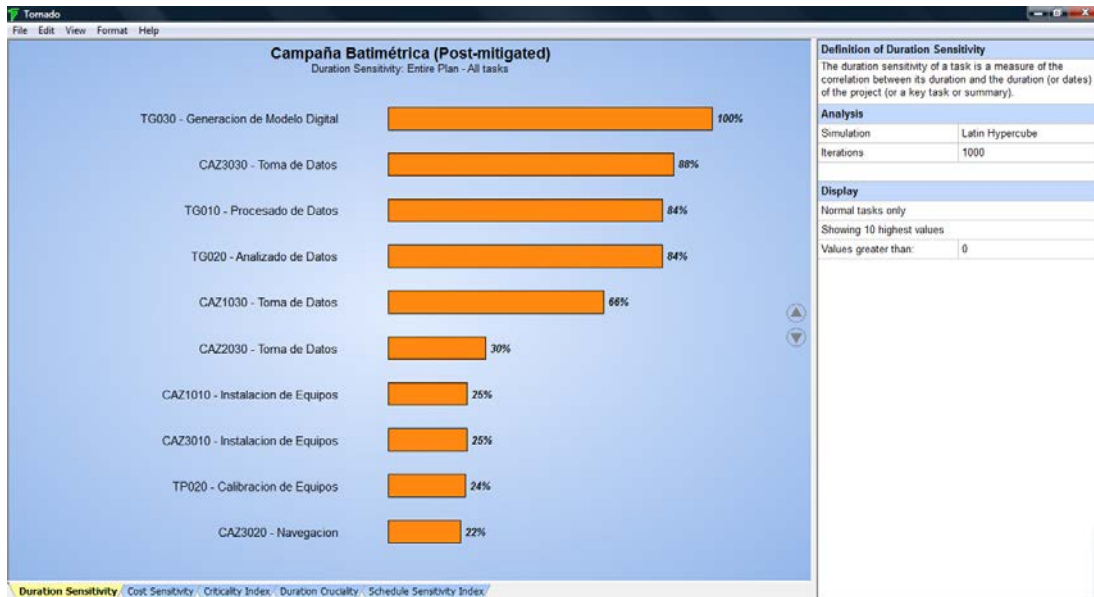 Tornado
File Edit View Format Help
Campaña Batimétrica (Post-mitigated)
Duration Sensitivity: Entire Plan - All tasks
TG030 - Generacion de Modelo Digital 100%
CAZ3030 - Toma de Datos 88%
TG010 - Procesado de Datos 84%
TG020 - Analizado de Datos 84%
CAZ1030 - Toma de Datos 66%
CAZ2030 - Toma de Datos 30%
CAZ1010 - Instalacion de Equipos 25%
CAZ3010 - Instalacion de Equipos 25%
TP020 - Calibracion de Equipos 24%
CAZ3020 - Navegacion 22%
Duration Sensitivity Cost Sensitivity Criticality Index Duration Cruciality Schedule Sensitivity Index
Definition of Duration Sensitivity
The duration sensitivity of a task is a measure of the
correlation between its duration and the duration (or dates)
of the project (or a key task or summary).
Analysis
Simulation Latin Hypercube
Iterations 1000
Display
Normal tasks only
Showing 10 highest values
Values greater than: 0